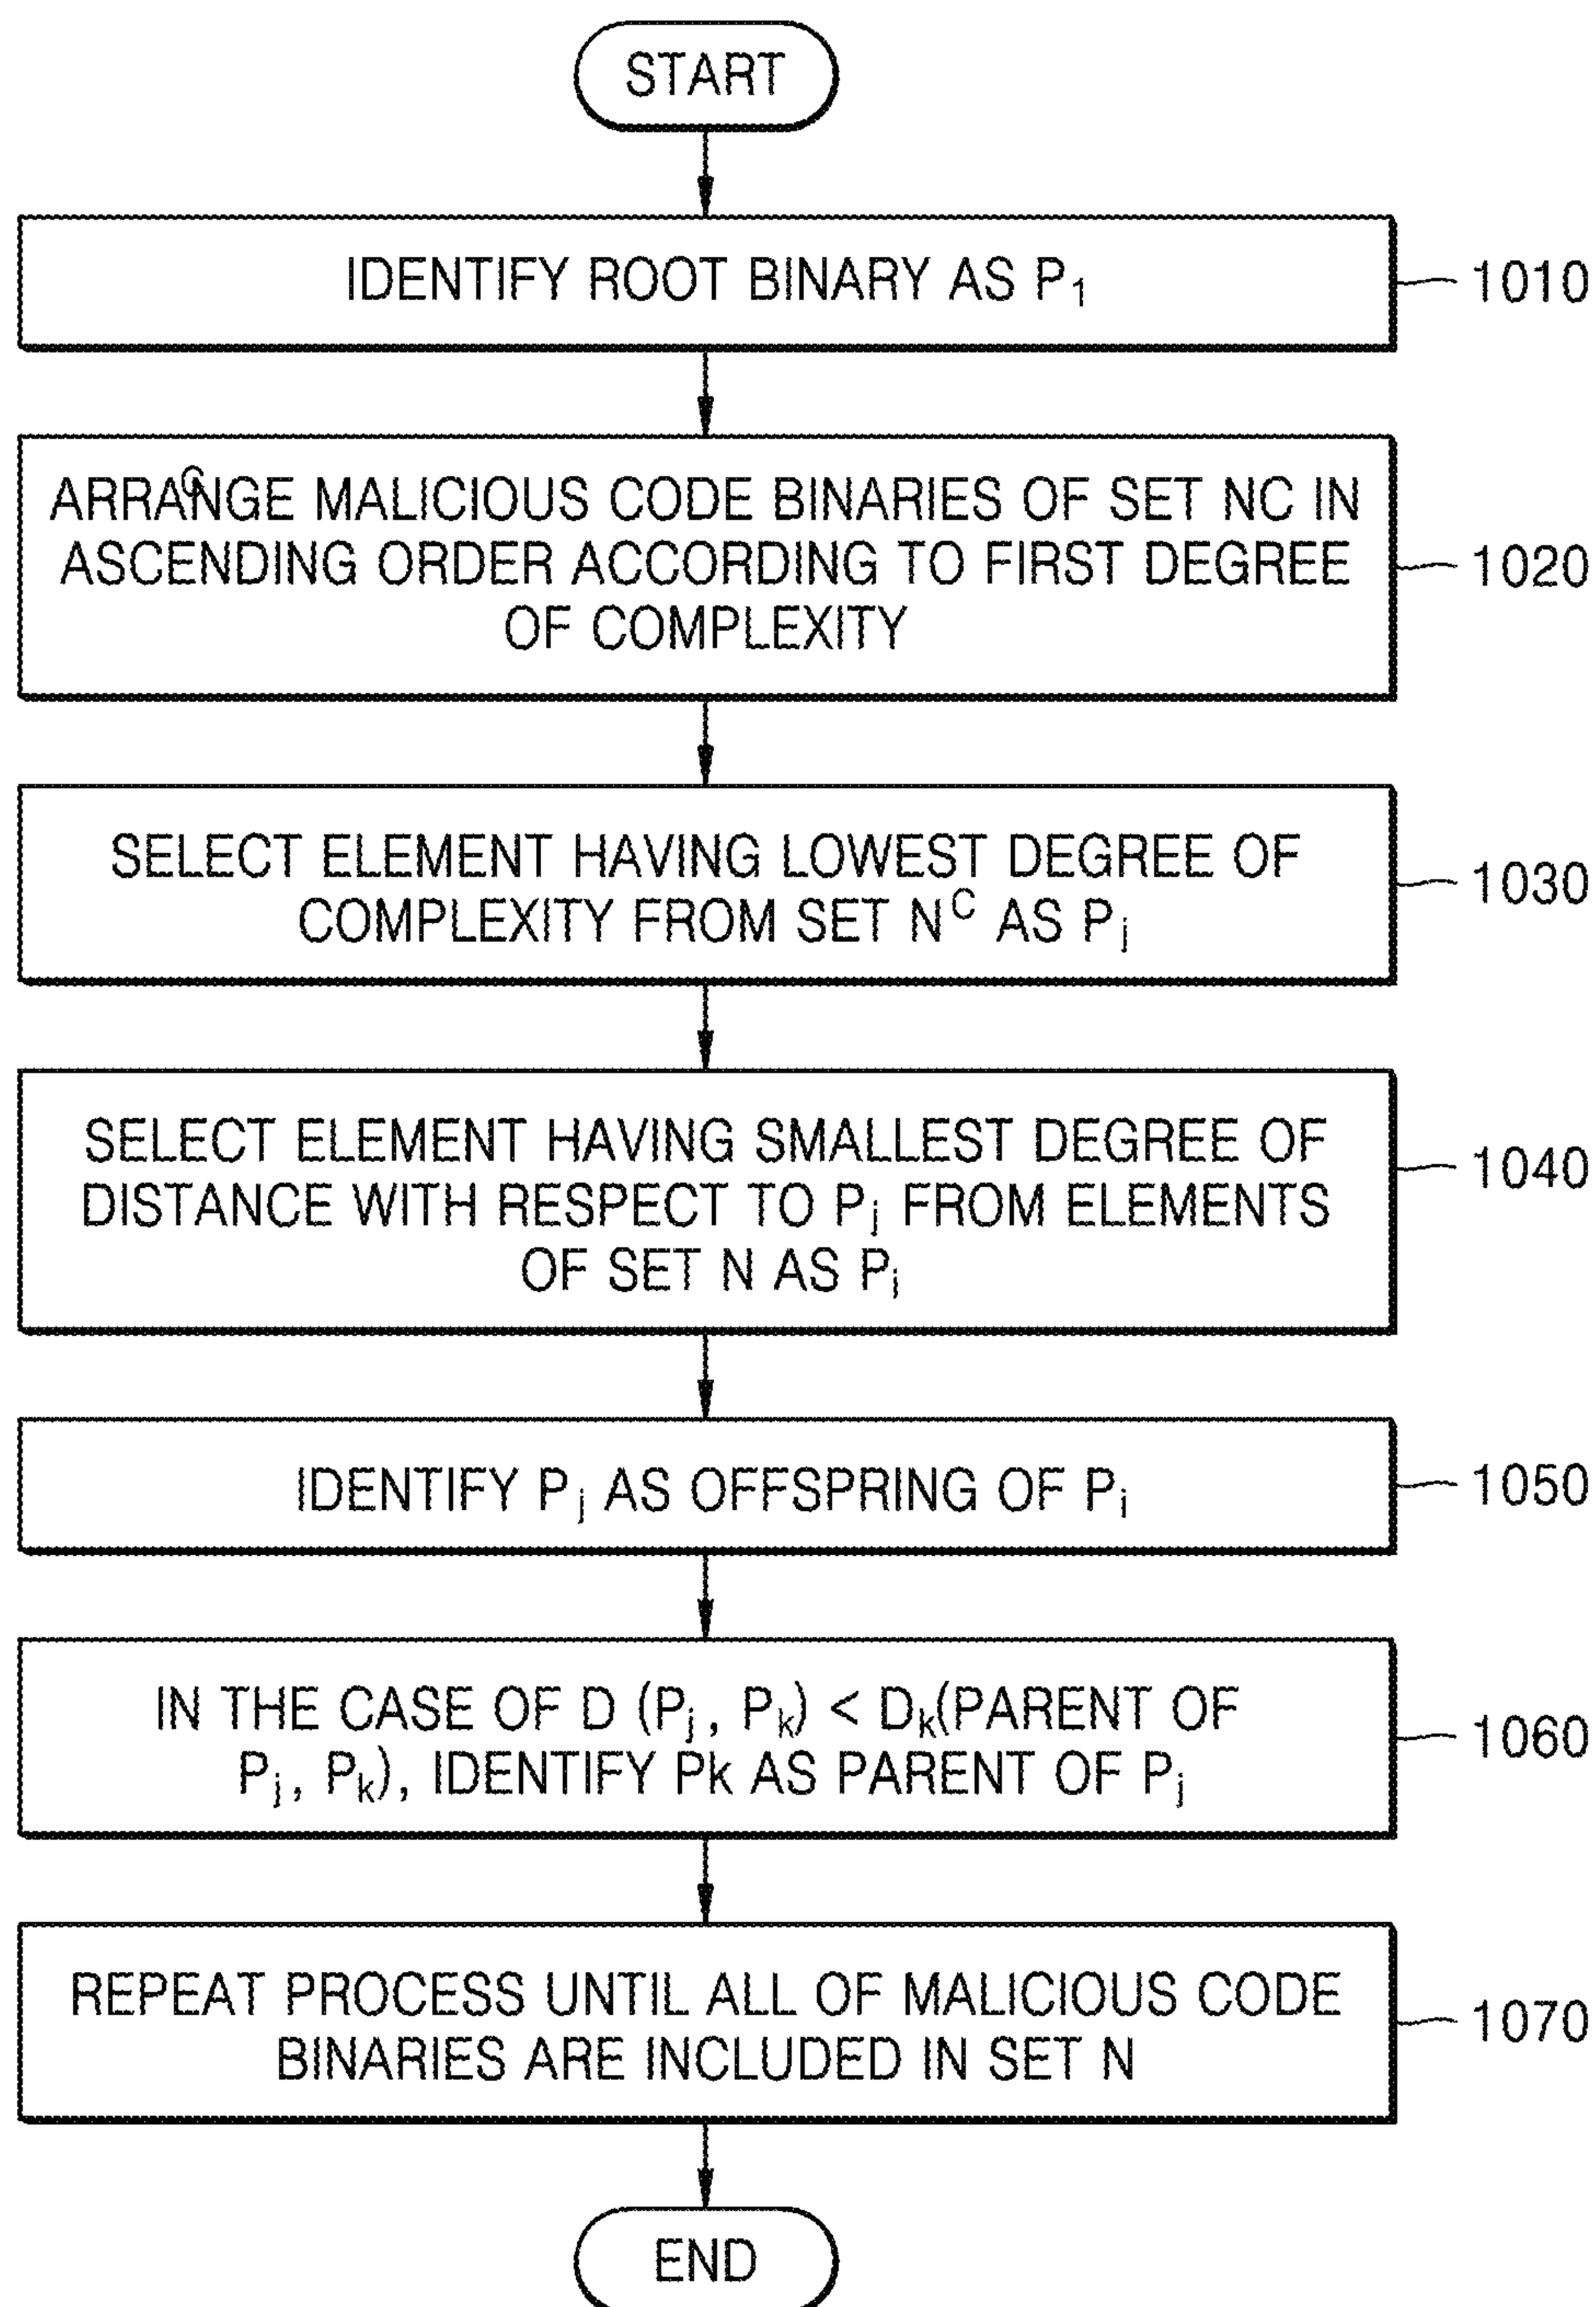 START
IDENTIFY ROOT BINARY AS P₁
1010
ARRANGE MALICIOUS CODE BINARIES OF SET NC IN
ASCENDING ORDER ACCORDING TO FIRST DEGREE
OF COMPLEXITY
1020
SELECT ELEMENT HAVING LOWEST DEGREE OF
COMPLEXITY FROM SET Nᶜ AS Pⱼ
1030
SELECT ELEMENT HAVING SMALLEST DEGREE OF
DISTANCE WITH RESPECT TO Pⱼ FROM ELEMENTS
OF SET N AS Pᵢ
1040
IDENTIFY Pⱼ AS OFFSPRING OF Pᵢ
1050
IN THE CASE OF D (Pⱼ, Pₖ) < Dₖ(PARENT OF
Pⱼ, Pₖ), IDENTIFY Pk AS PARENT OF Pⱼ
1060
REPEAT PROCESS UNTIL ALL OF MALICIOUS CODE
BINARIES ARE INCLUDED IN SET N
1070
END